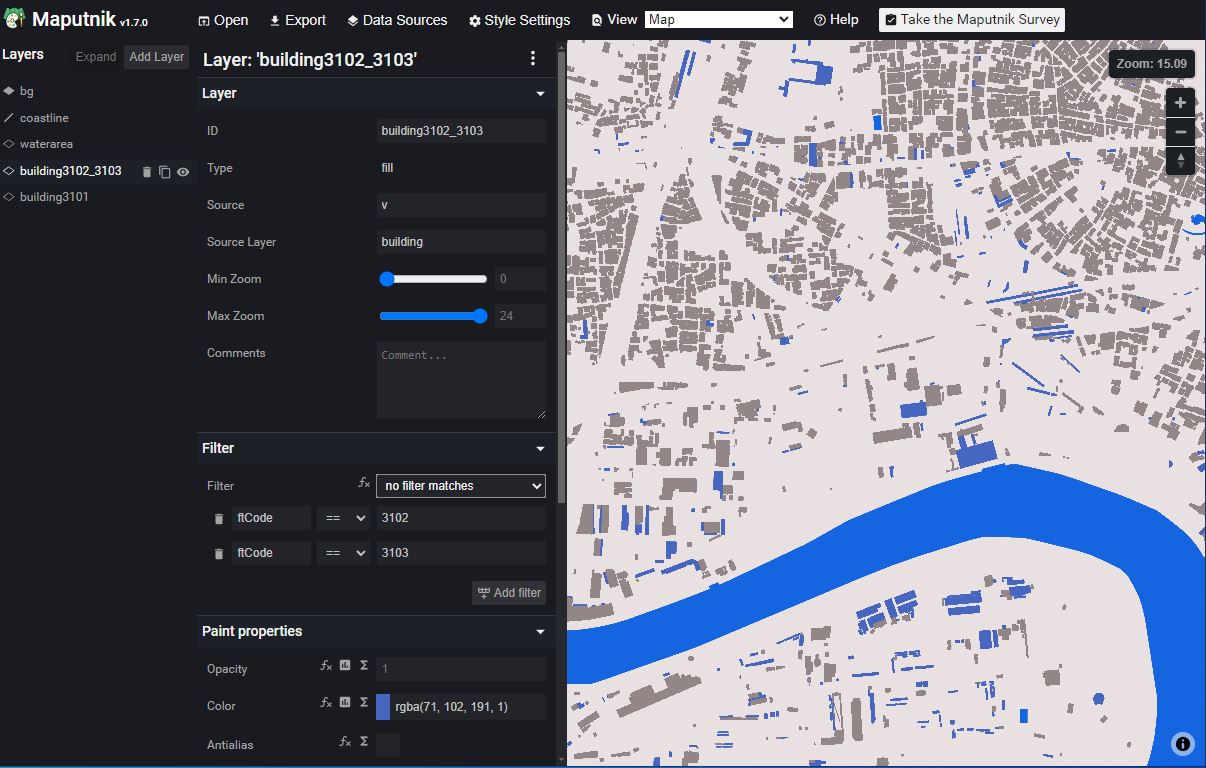 Maputnik v1.7.0
Open
Export
Data Sources
Style Settings
View
Map
Help
Take the Maputnik Survey
Layers
Expand
Add Layer
bg
coastline
waterarea
building3102_3103
building3101
Layer: 'building3102_3103'
Layer
ID
building3102_3103
Type
fill
Source
v
Source Layer
building
Min Zoom
0
Max Zoom
24
Comments
Comment...
Filter
Filter
no filter matches
ftCode
==
3102
ftCode
==
3103
Add filter
Paint properties
Opacity
1
Color
rgba(71, 102, 191, 1)
Antialias
Zoom: 15.09